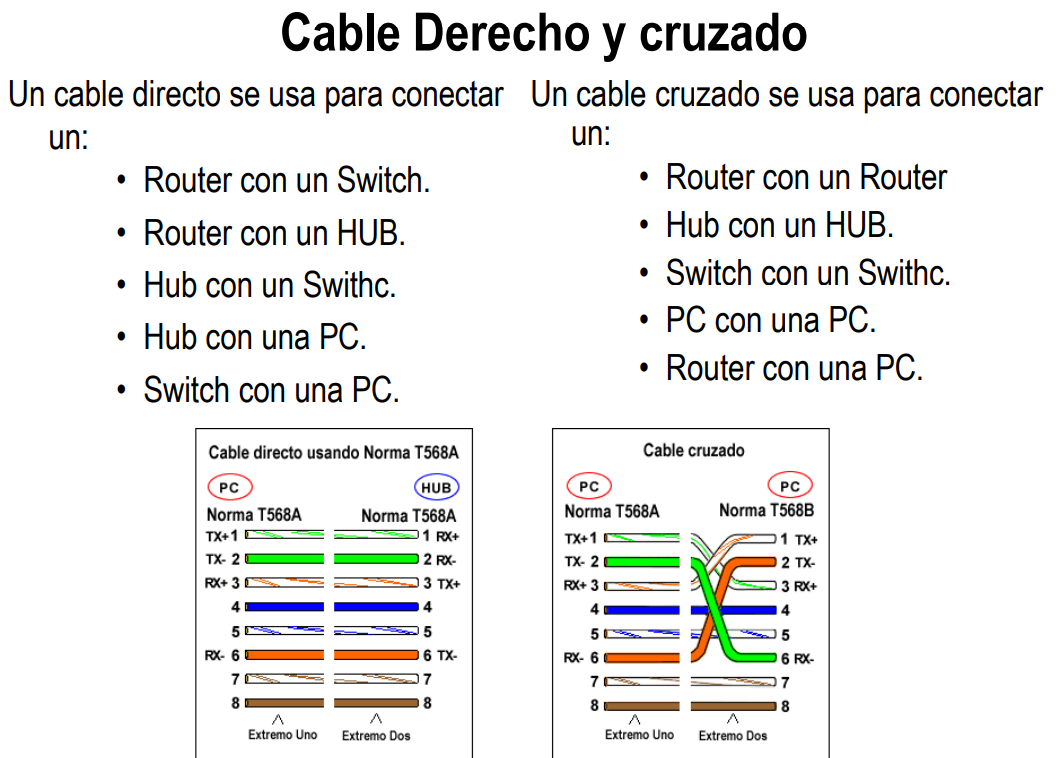 Cable Derecho y cruzado
Un cable directo se usa para conectar
un:
• Router con un Switch.
• Router con un HUB.
• Hub con un Swithc.
• Hub con una PC.
• Switch con una PC.
Un cable cruzado se usa para conectar
un:
• Router con un Router
• Hub con un HUB.
• Switch con un Swithc.
• PC con una PC.
• Router con una PC.
Cable directo usando Norma T568A
PC HUB
Norma T568A Norma T568A
TX+ 1 1 RX+
TX- 2 2 RX-
RX+ 3 3 TX+
4 4
5 5
RX- 6 6 TX-
7 7
8 8
Extremo Uno Extremo Dos
Cable cruzado
PC PC
Norma T568A Norma T568B
TX+ 1 1 TX+
TX- 2 2 TX-
RX+ 3 3 RX+
4 4
5 5
RX- 6 6 RX-
7 7
8 8
Extremo Uno Extremo Dos